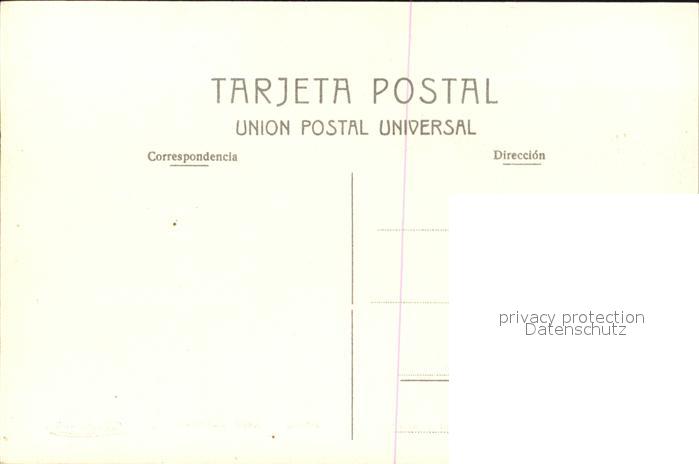 TARJETA POSTAL
UNION POSTAL UNIVERSAL
Correspondencia
Dirección
privacy protection
Datenschutz